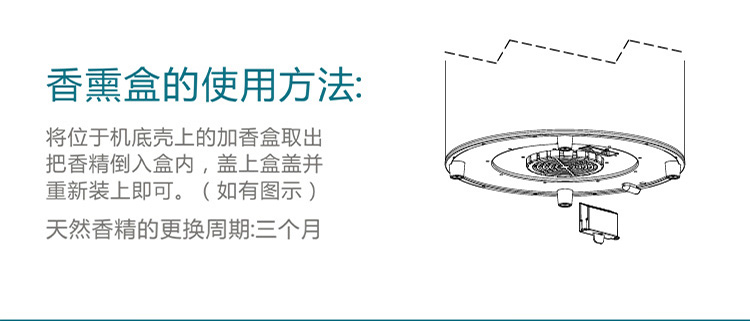 香熏盒的使用方法:
将位于机底壳上的加香盒取出
把香精倒入盒内，盖上盒盖并
重新装上即可。（如有图示）
天然香精的更换周期:三个月